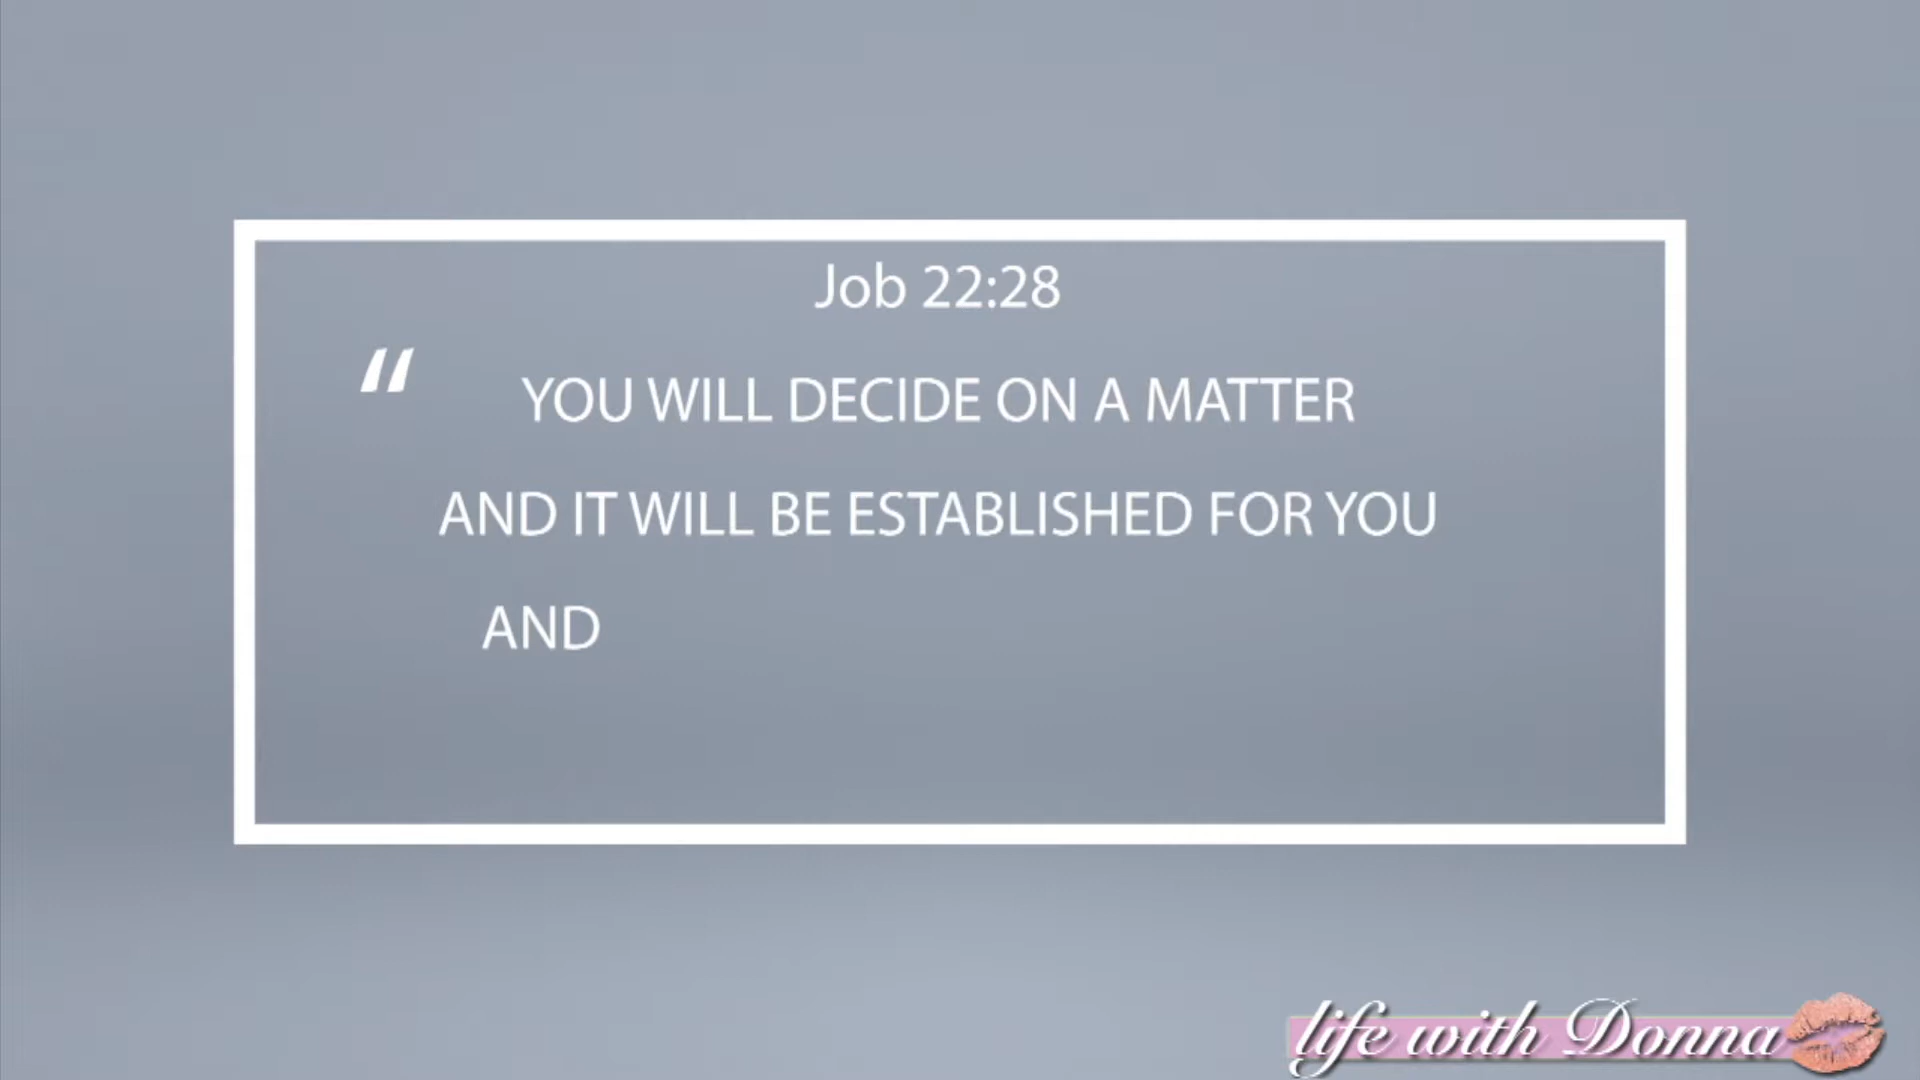 Job 22:28
“ YOU WILL DECIDE ON A MATTER
AND IT WILL BE ESTABLISHED FOR YOU
AND
life with Donna